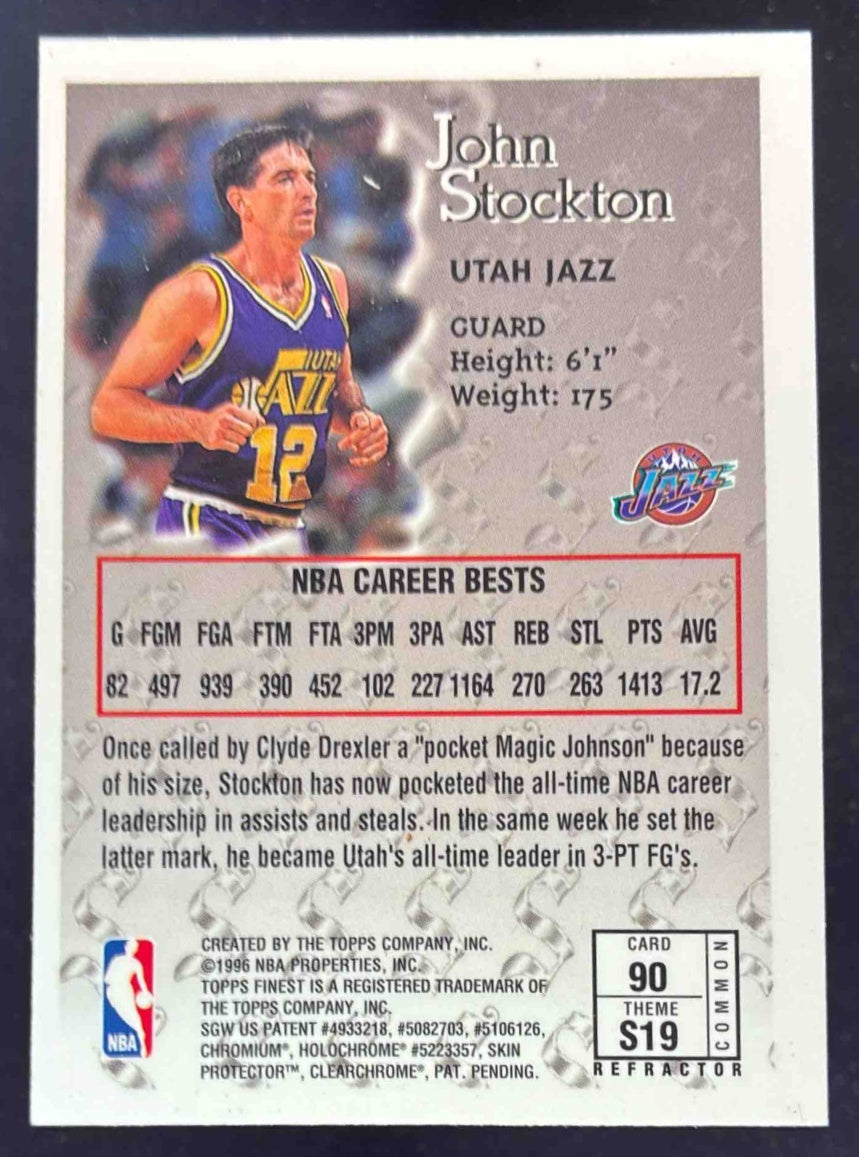 John
Stockton
UTAH JAZZ
GUARD
Height: 6'1"
Weight: 175
UTAH
JAZZ
12
UTAH
JAZZ
NBA CAREER BESTS
G FGM FGA FTM FTA 3PM 3PA AST REB STL PTS AVG
82 497 939 390 452 102 227 1164 270 263 1413 17.2
Once called by Clyde Drexler a "pocket Magic Johnson" because
of his size, Stockton has now pocketed the all-time NBA career
leadership in assists and steals. In the same week he set the
latter mark, he became Utah's all-time leader in 3-PT FG's.
NBA
CREATED BY THE TOPPS COMPANY, INC.
©1996 NBA PROPERTIES, INC.
TOPPS FINEST IS A REGISTERED TRADEMARK OF
THE TOPPS COMPANY, INC.
SGW US PATENT #4933218, #5082703, #5106126,
CHROMIUM®, HOLOCHROME® #5223357, SKIN
PROTECTOR™, CLEARCHROME®, PAT. PENDING.
CARD
90
THEME
S19
COMMON
REFRACTOR